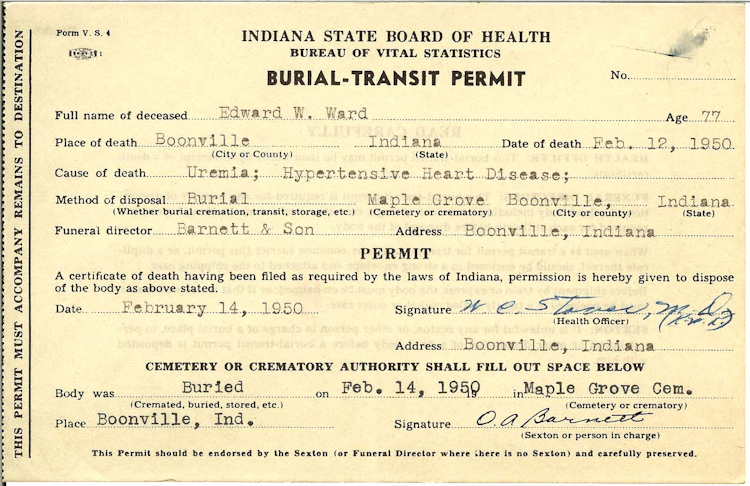 Form V. S. 4
INDIANA STATE BOARD OF HEALTH
BUREAU OF VITAL STATISTICS
BURIAL-TRANSIT PERMIT
No.
Full name of deceased Edward W. Ward Age 77
Place of death Boonville Indiana Date of death Feb. 12, 1950
(City or County) (State)
Cause of death Uremia; Hypertensive Heart Disease;
Method of disposal Burial Maple Grove Boonville, Indiana
(Whether burial cremation, transit, storage, etc.) (Cemetery or crematory) (City or county) (State)
Funeral director Barnett & Son Address Boonville, Indiana
PERMIT
A certificate of death having been filed as required by the laws of Indiana, permission is hereby given to dispose
of the body as above stated.
Date February 14, 1950 Signature W. C. Stover, M.D.
(Health Officer)
Address Boonville, Indiana
CEMETERY OR CREMATORY AUTHORITY SHALL FILL OUT SPACE BELOW
Body was Buried on Feb. 14, 1950 in Maple Grove Cem.
(Cremated, buried, stored, etc.) (Cemetery or crematory)
Place Boonville, Ind. Signature O. A. Barnett
(Sexton or person in charge)
This Permit should be endorsed by the Sexton (or Funeral Director where there is no Sexton) and carefully preserved.
THIS PERMIT MUST ACCOMPANY REMAINS TO DESTINATION